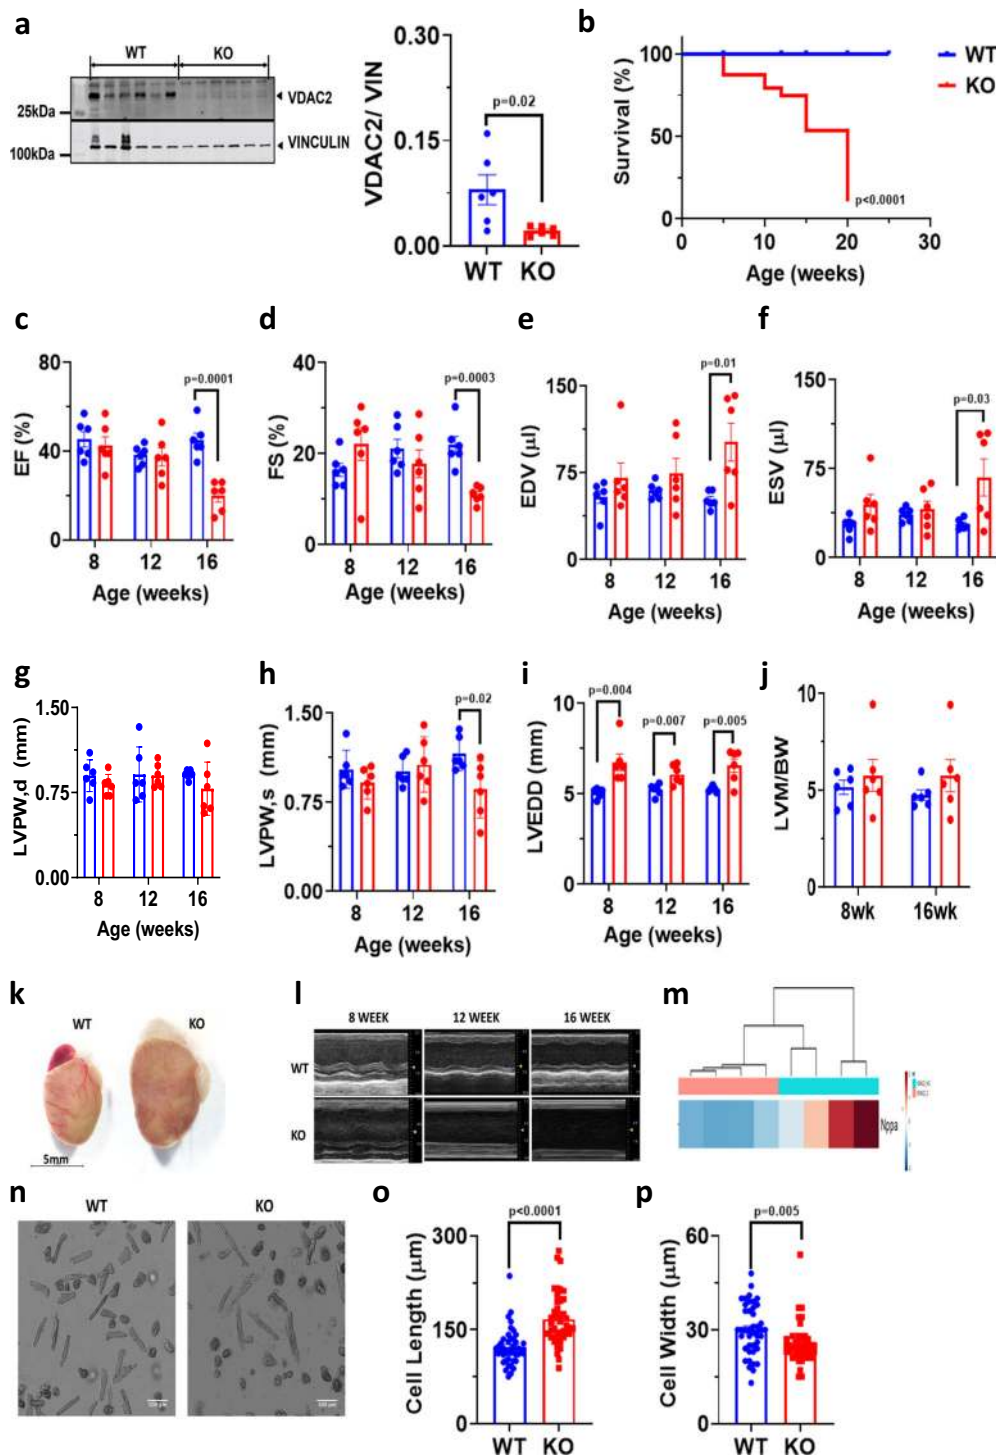 a
WT
KO
VDAC2
25kDa
VINCULIN
100kDa
VDAC2/ VIN
0.30
0.15
0.00
p=0.02
WT KO
b
Survival (%)
100
50
0
0 10 20 30
Age (weeks)
p<0.0001
WT
KO
c
EF (%)
80
40
0
p=0.0001
8 12 16
Age (weeks)
d
FS (%)
40
20
0
p=0.0003
8 12 16
Age (weeks)
e
EDV (µl)
150
75
0
p=0.01
8 12 16
Age (weeks)
f
ESV (µl)
150
75
0
p=0.03
8 12 16
Age (weeks)
g
LVPW,d (mm)
1.50
0.75
0.00
8 12 16
Age (weeks)
h
LVPW,s (mm)
1.50
0.75
0.00
p=0.02
8 12 16
Age (weeks)
i
LVEDD (mm)
10
5
0
p=0.004
p=0.007
p=0.005
8 12 16
Age (weeks)
j
LVM/BW
10
5
0
8wk 16wk
k
WT
KO
5mm
l
8 WEEK 12 WEEK 16 WEEK
WT
KO
m
Nppa
n
WT KO
o
Cell Length (µm)
300
150
0
p<0.0001
WT KO
p
Cell Width (µm)
60
30
0
p=0.005
WT KO